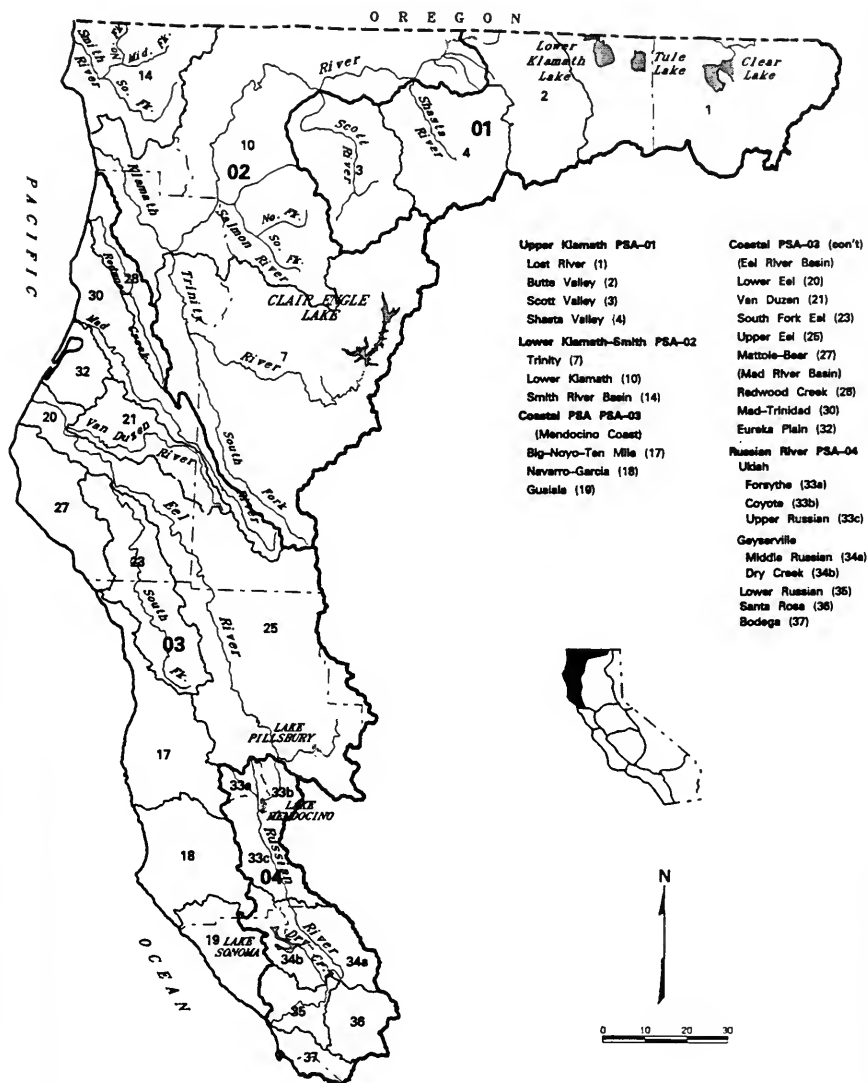 OREGON
Smith
River
No. Fk.
Mid. Fk.
14
So. Fk.
River
Lower
Klamath
Lake
Tule
Lake
Clear
Lake
2
1
Shasta
River
01
4
Scott
River
3
10
02
Klamath
Salmon
River
No. Fk.
So. Fk.
PACIFIC
Trinity
River
7
CLAIR ENGLE
LAKE
Redwood
Creek
28
30
Mad
River
32
20
21
Van Duzen
River
South
Fork
27
Eel
River
23
South
Fk.
03
25
LAKE
PILLSBURY
17
33a
33b
LAKE
MENDOCINO
18
33c
04
Russian
River
19
LAKE
SONOMA
Dry Cr.
34b
34a
35
36
37
OCEAN
Upper Klamath PSA-01
Lost River (1)
Butte Valley (2)
Scott Valley (3)
Shasta Valley (4)
Lower Klamath-Smith PSA-02
Trinity (7)
Lower Klamath (10)
Smith River Basin (14)
Coastal PSA PSA-03
(Mendocino Coast)
Big-Noyo-Ten Mile (17)
Navarro-Garcia (18)
Gualala (19)
Coastal PSA-03 (con't)
(Eel River Basin)
Lower Eel (20)
Van Duzen (21)
South Fork Eel (23)
Upper Eel (25)
Mattole-Bear (27)
(Mad River Basin)
Redwood Creek (28)
Mad-Trinidad (30)
Eureka Plain (32)
Russian River PSA-04
Ukiah
Forsythe (33a)
Coyote (33b)
Upper Russian (33c)
Geyserville
Middle Russian (34a)
Dry Creek (34b)
Lower Russian (35)
Santa Rosa (36)
Bodega (37)
N
0 10 20 30